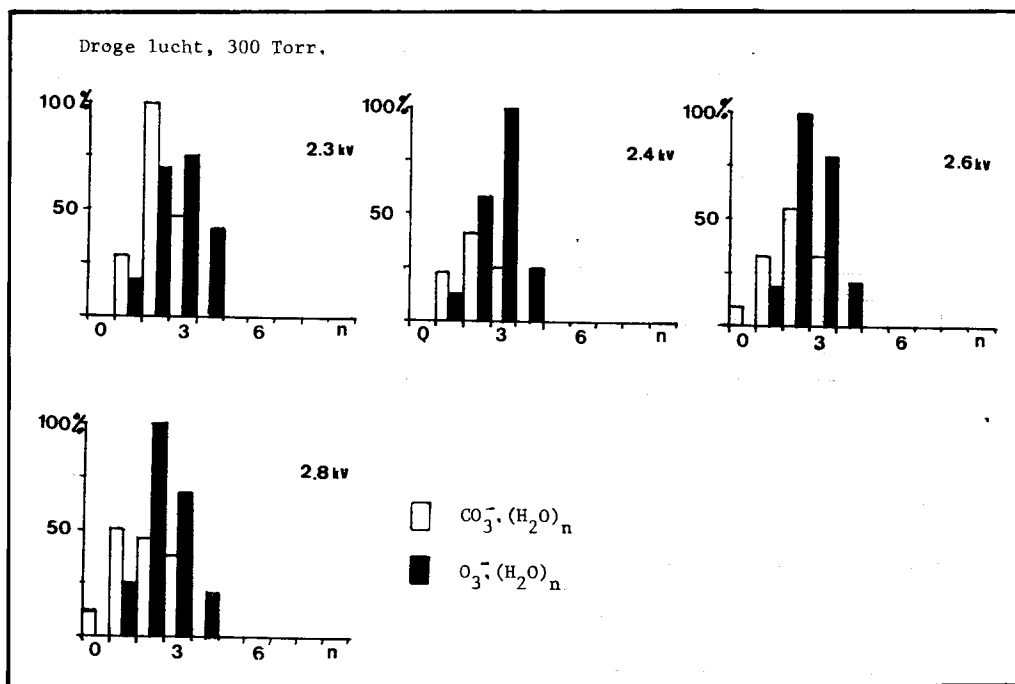 Droge lucht, 300 Torr.
100%
50
2.3 kV
0 3 6 n
100%
50
2.4 kV
Q 3 6 n
100%
50
2.6 kV
0 3 6 n
100%
50
2.8 kV
0 3 6 n
CO₃⁻.(H₂O)ₙ
O₃⁻.(H₂O)ₙ